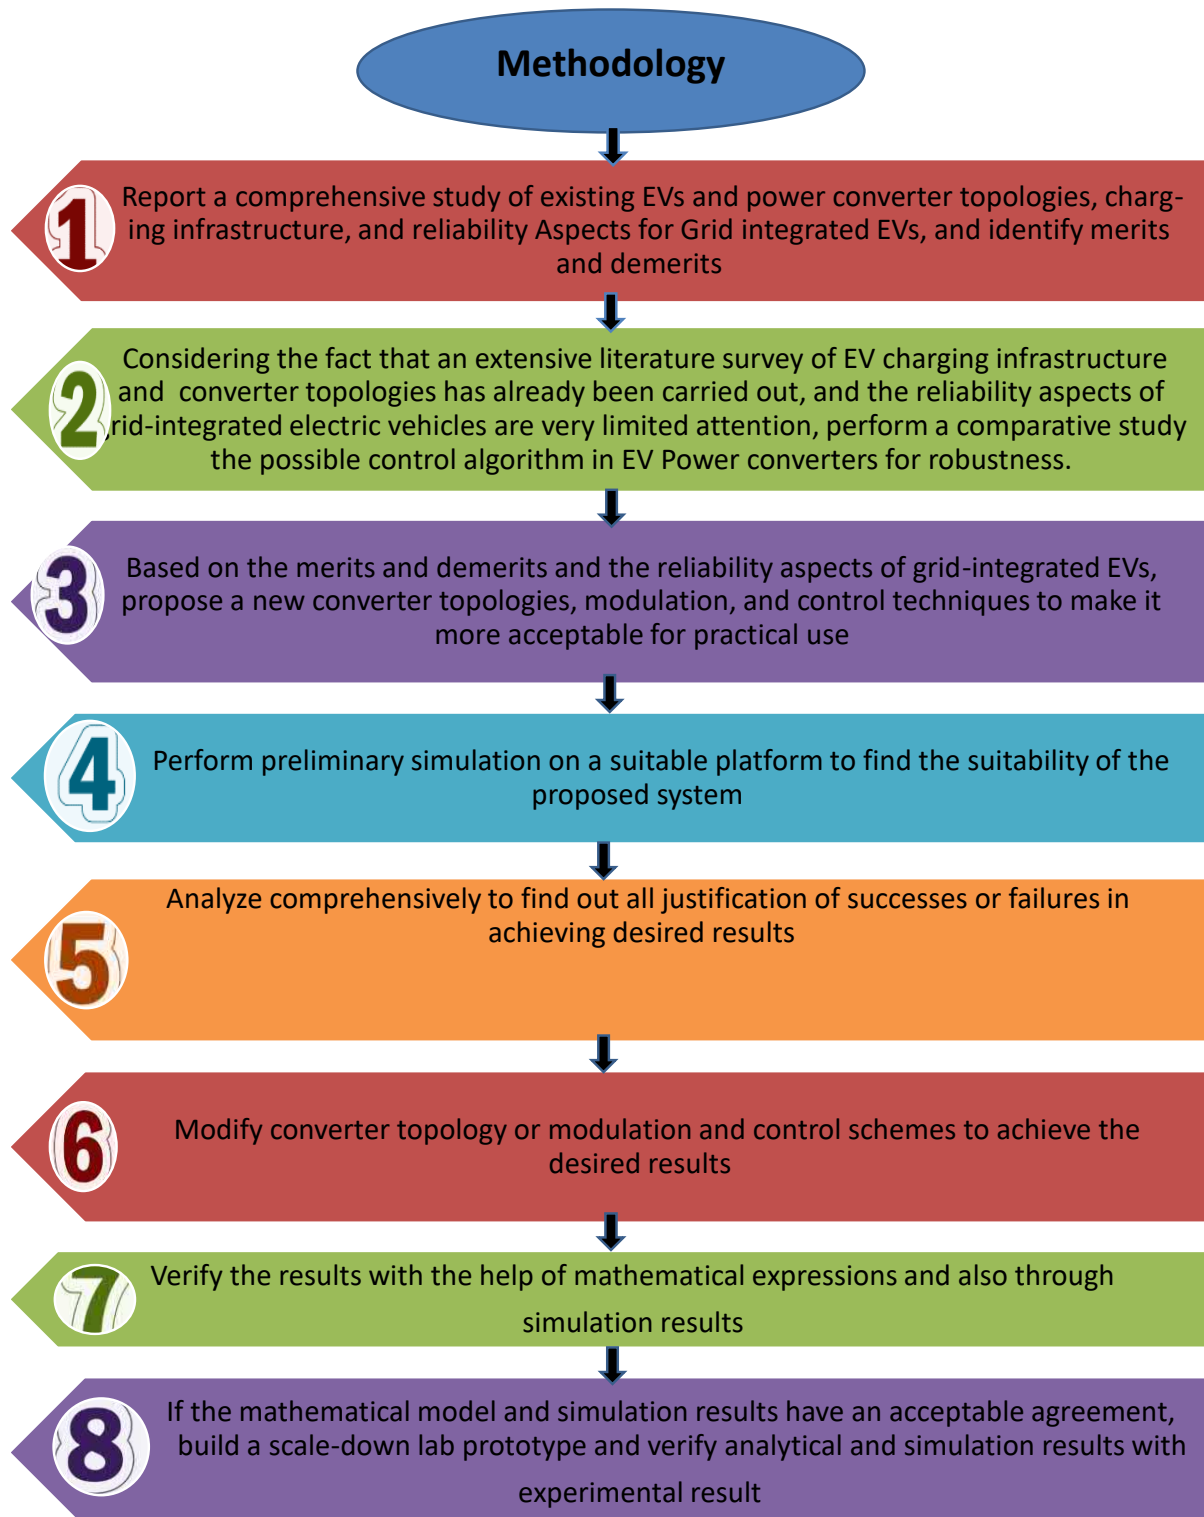 Methodology
1
Report a comprehensive study of existing EVs and power converter topologies, charg-
ing infrastructure, and reliability Aspects for Grid integrated EVs, and identify merits
and demerits
2
Considering the fact that an extensive literature survey of EV charging infrastructure
and converter topologies has already been carried out, and the reliability aspects of
rid-integrated electric vehicles are very limited attention, perform a comparative study
the possible control algorithm in EV Power converters for robustness.
3
Based on the merits and demerits and the reliability aspects of grid-integrated EVs,
propose a new converter topologies, modulation, and control techniques to make it
more acceptable for practical use
4
Perform preliminary simulation on a suitable platform to find the suitability of the
proposed system
5
Analyze comprehensively to find out all justification of successes or failures in
achieving desired results
6
Modify converter topology or modulation and control schemes to achieve the
desired results
7
Verify the results with the help of mathematical expressions and also through
simulation results
8
If the mathematical model and simulation results have an acceptable agreement,
build a scale-down lab prototype and verify analytical and simulation results with
experimental result